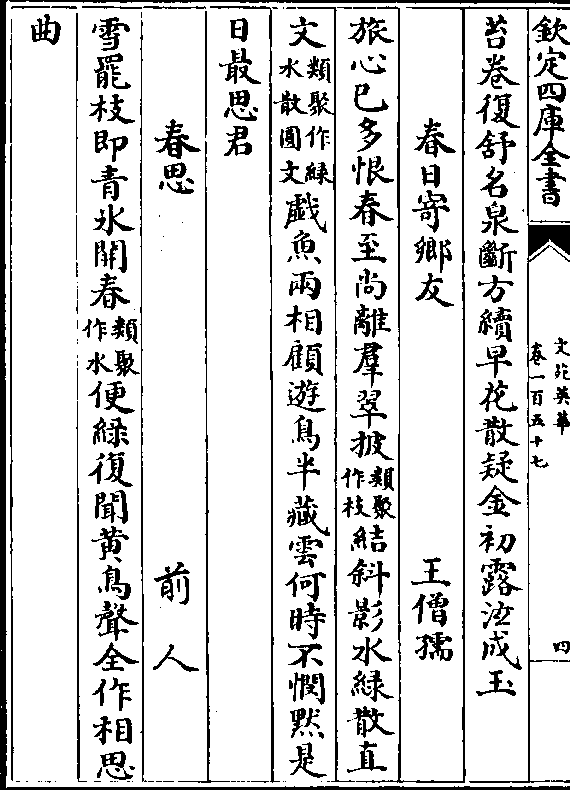 欽定四庫全書
文苑英華
卷一百五十七
四
苔卷復舒名泉斷方續早花散疑金初露泫成玉
春日寄鄉友
王僧孺
旅心已多恨春至尚離羣翠披類聚作枝結斜影水綠散直
文類聚作綠水散圓文戲魚兩相顧遊鳥半藏雲何時不憫默是
日最思君
春思
前人
雪罷枝即青氷開春類聚作水便綠復聞黃鳥聲全作相思
曲